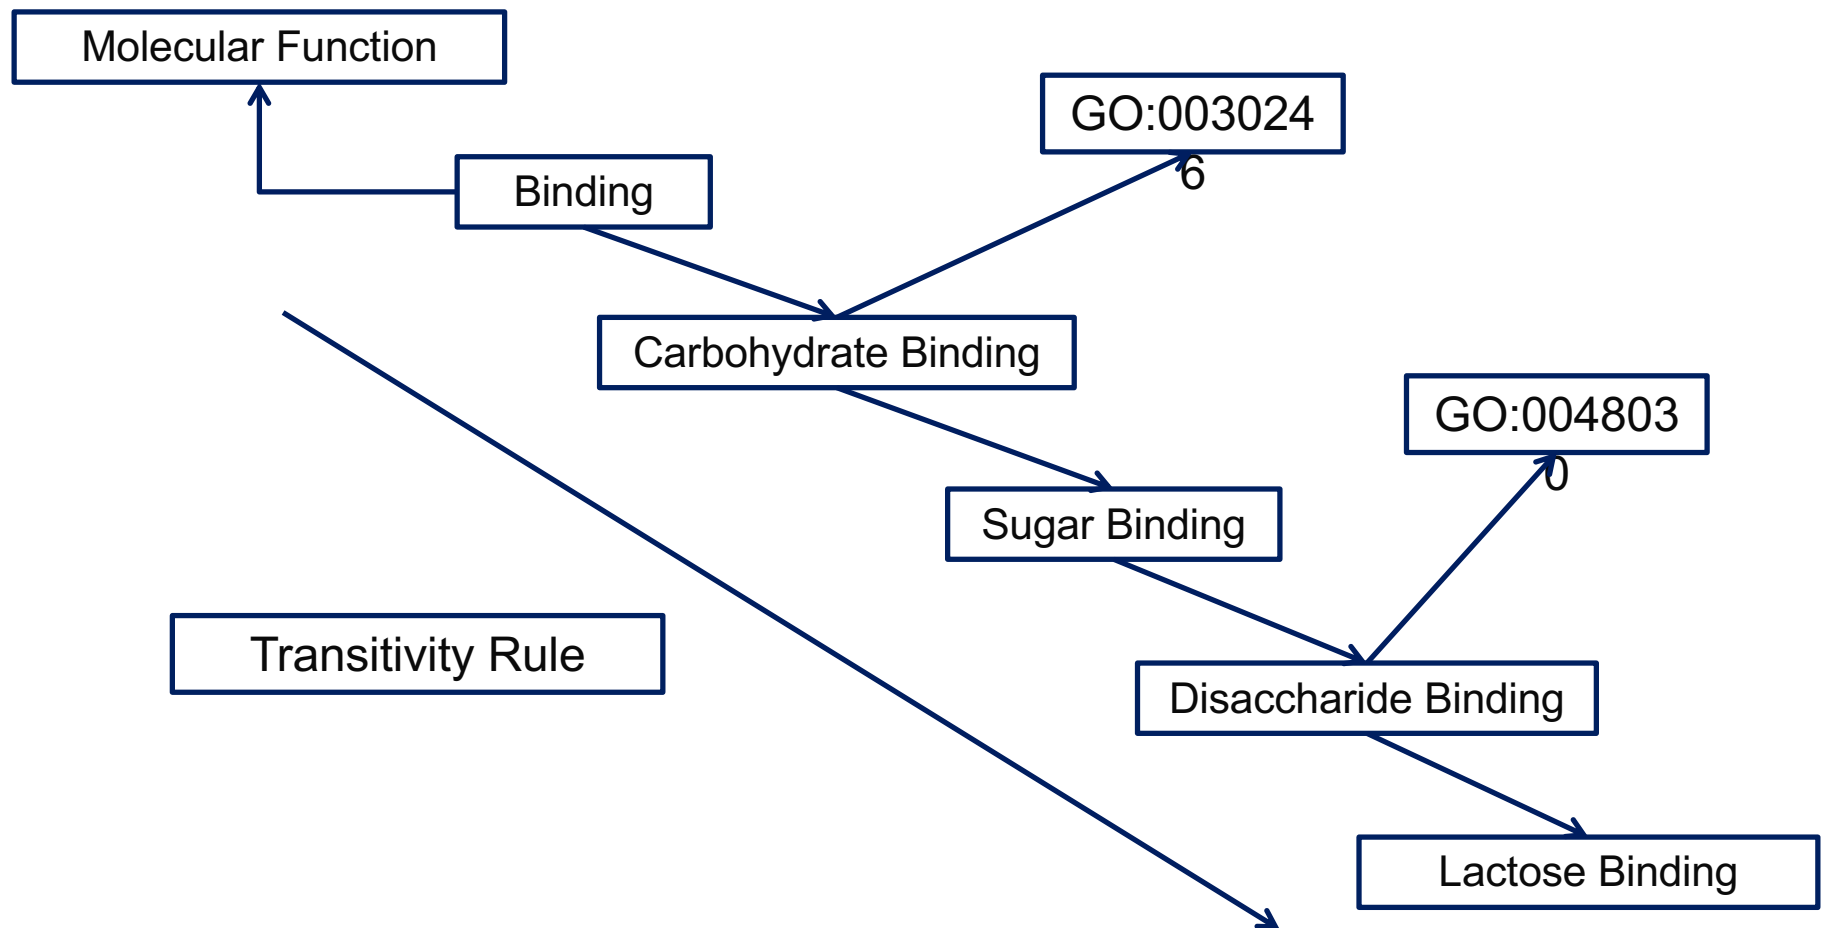 Molecular Function
GO:003024
6
Binding
Carbohydrate Binding
GO:004803
0
Sugar Binding
Transitivity Rule
Disaccharide Binding
Lactose Binding